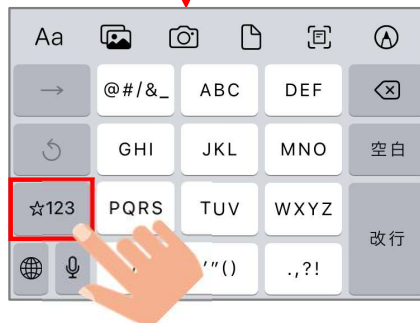 Aa
→ @#/&_ ABC DEF
GHI JKL MNO 空白
☆123 PQRS TUV WXYZ
改行
'"() .,?!